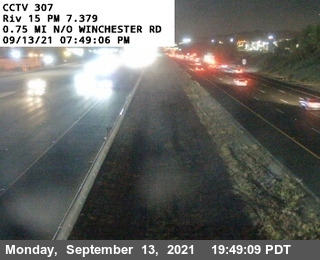 CCTV 307
Riv 15 PM 7.379
0.75 MI N/O WINCHESTER RD
09/13/21 07:49:06 PM
Monday, September 13, 2021 19:49:09 PDT